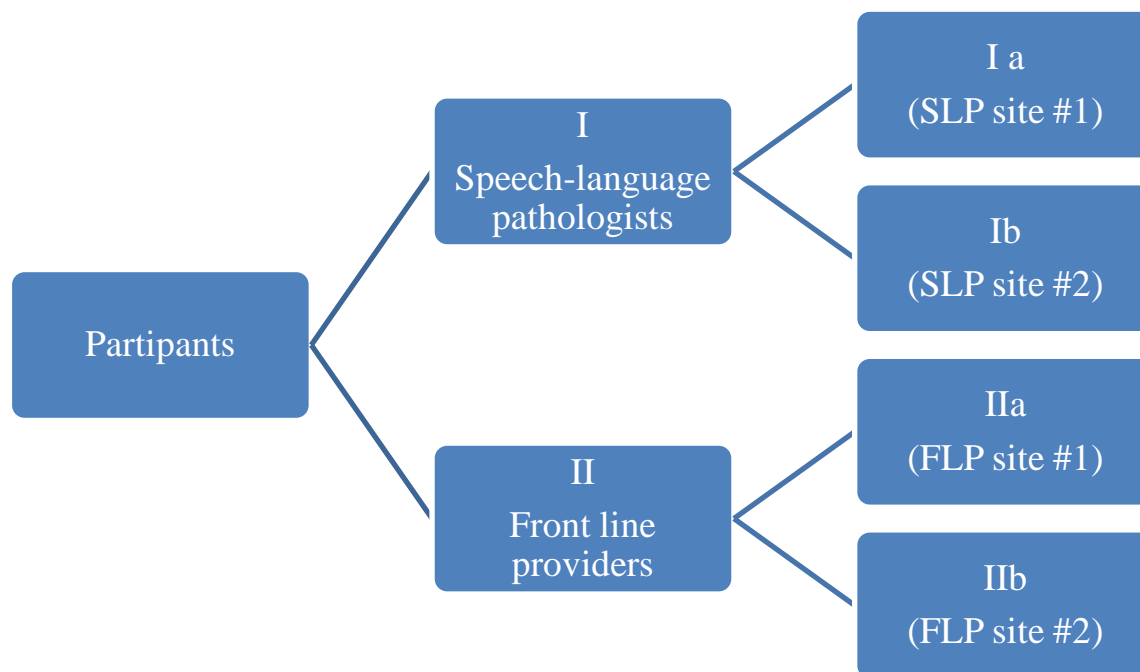 Partipants
I
Speech-language
pathologists
I a
(SLP site #1)
Ib
(SLP site #2)
II
Front line
providers
IIa
(FLP site #1)
IIb
(FLP site #2)